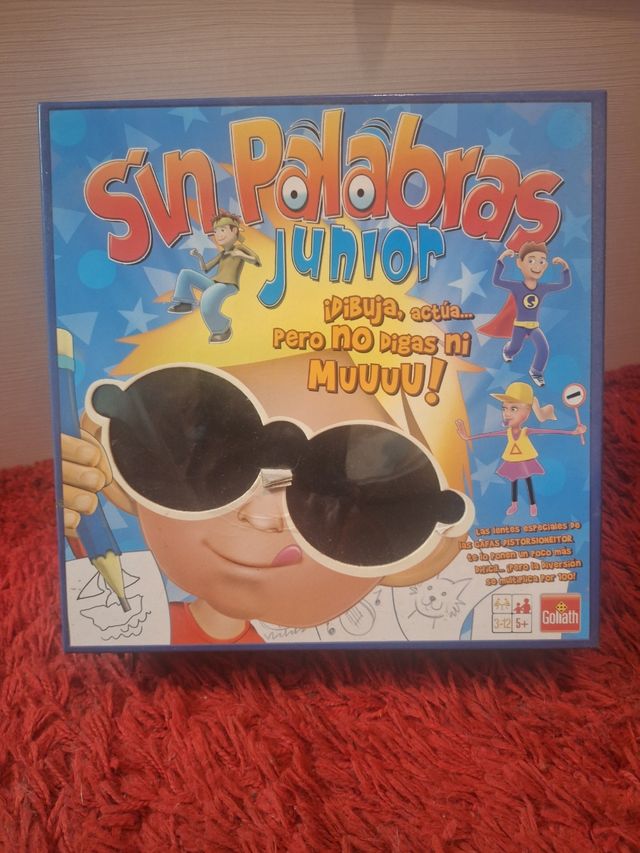 Sin Palabras
junior
¡Dibuja, actúa...
Pero no digas ni
Muuuu!
S
Las lentes especiales de
las GAFAS DISTORSIONEITOR
te lo ponen un poco más
difícil... ¡Pero la diversión
se multiplica por 100!
3-12 5+
Goliath